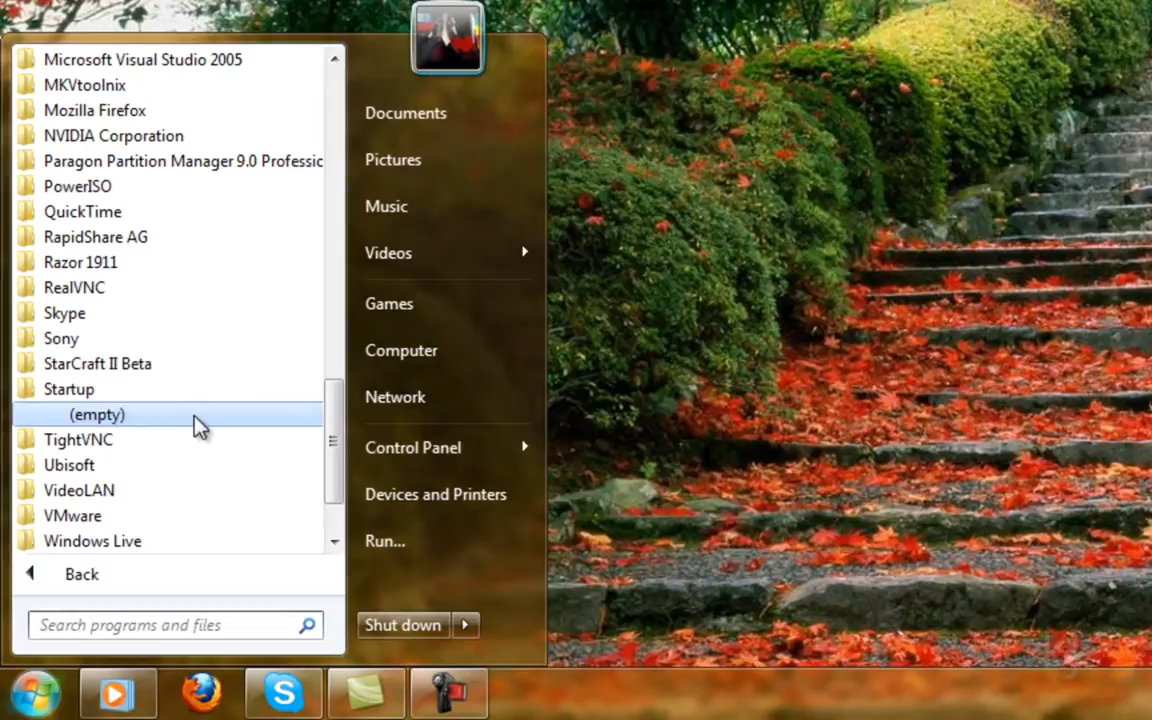 Microsoft Visual Studio 2005
MKVtoolnix
Mozilla Firefox
NVIDIA Corporation
Paragon Partition Manager 9.0 Professic
PowerISO
QuickTime
RapidShare AG
Razor 1911
RealVNC
Skype
Sony
StarCraft II Beta
Startup
(empty)
TightVNC
Ubisoft
VideoLAN
VMware
Windows Live
Back
Search programs and files
Documents
Pictures
Music
Videos
Games
Computer
Network
Control Panel
Devices and Printers
Run...
Shut down